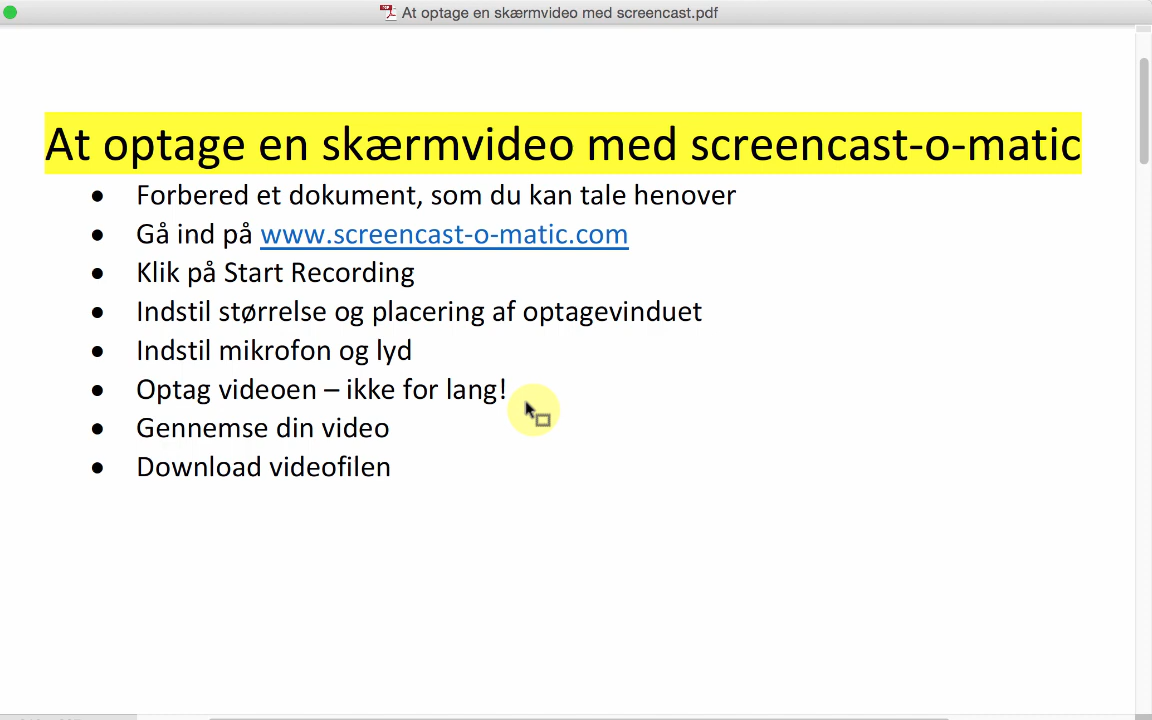 At optage en skærmvideo med screencast.pdf
At optage en skærmvideo med screencast-o-matic
• Forbered et dokument, som du kan tale henover
• Gå ind på www.screencast-o-matic.com
• Klik på Start Recording
• Indstil størrelse og placering af optagevinduet
• Indstil mikrofon og lyd
• Optag videoen – ikke for lang!
• Gennemse din video
• Download videofilen